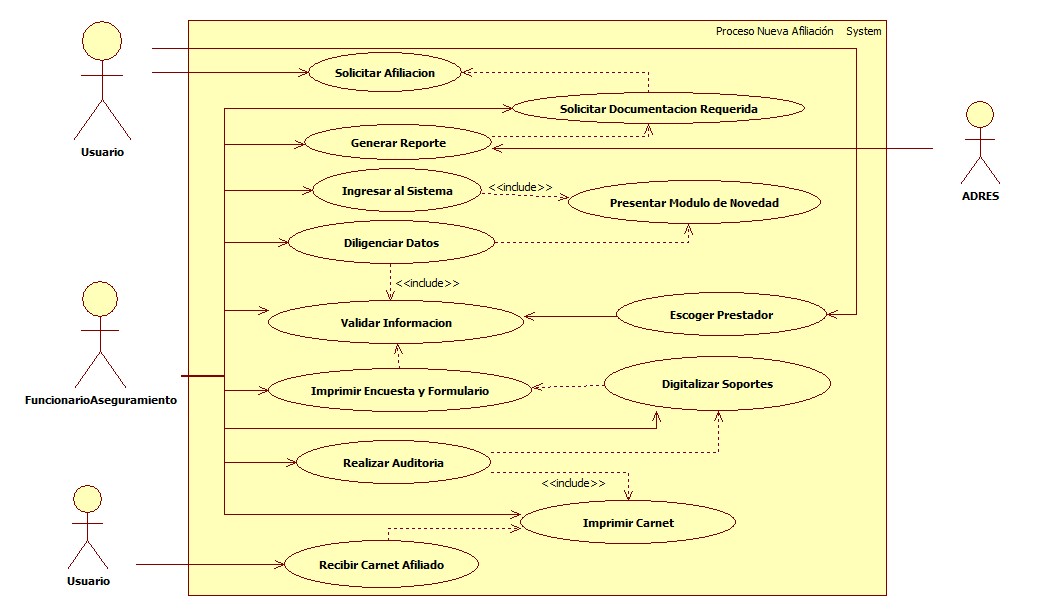 Proceso Nueva Afiliación System
Solicitar Afiliacion
Solicitar Documentacion Requerida
Usuario
Generar Reporte
ADRES
Ingresar al Sistema
<<include>>
Presentar Modulo de Novedad
Diligenciar Datos
<<include>>
Escoger Prestador
Validar Informacion
Digitalizar Soportes
Imprimir Encuesta y Formulario
FuncionarioAseguramiento
Realizar Auditoria
<<include>>
Imprimir Carnet
Recibir Carnet Afiliado
Usuario